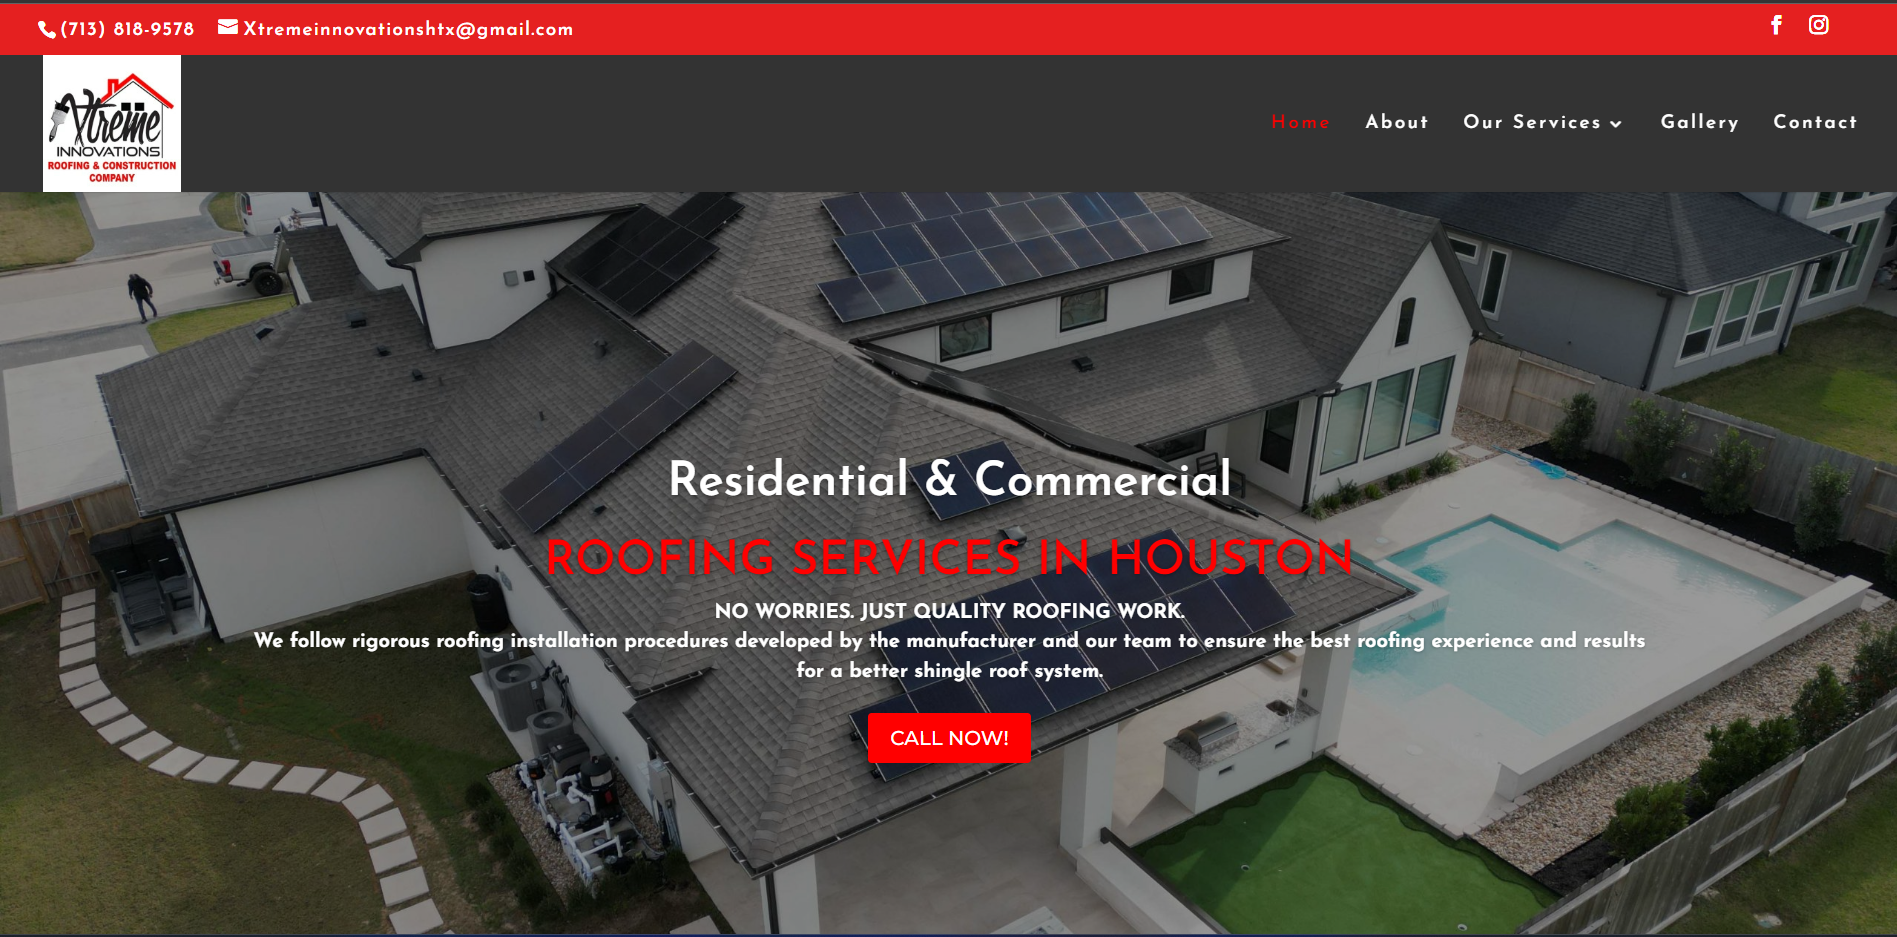 (713) 818-9578 Xtremeinnovationshtx@gmail.com
Xtreme
INNOVATIONS
ROOFING & CONSTRUCTION
COMPANY
Home About Our Services Gallery Contact
Residential & Commercial
ROOFING SERVICES IN HOUSTON
NO WORRIES. JUST QUALITY ROOFING WORK.
We follow rigorous roofing installation procedures developed by the manufacturer and our team to ensure the best roofing experience and results
for a better shingle roof system.
CALL NOW!